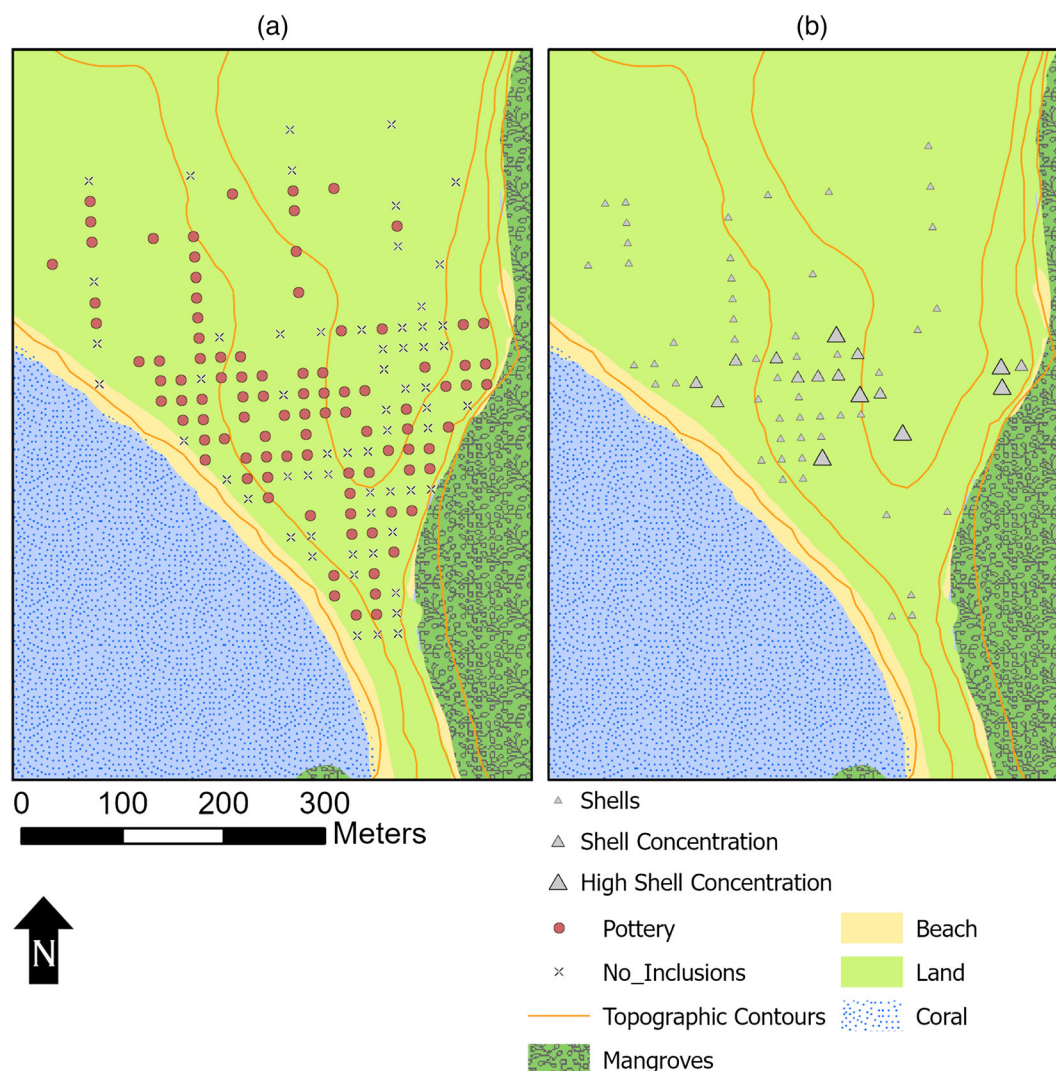 (a) (b)
0 100 200 300
Meters
N
Shells
Shell Concentration
High Shell Concentration
Pottery Beach
No_Inclusions Land
Topographic Contours Coral
Mangroves